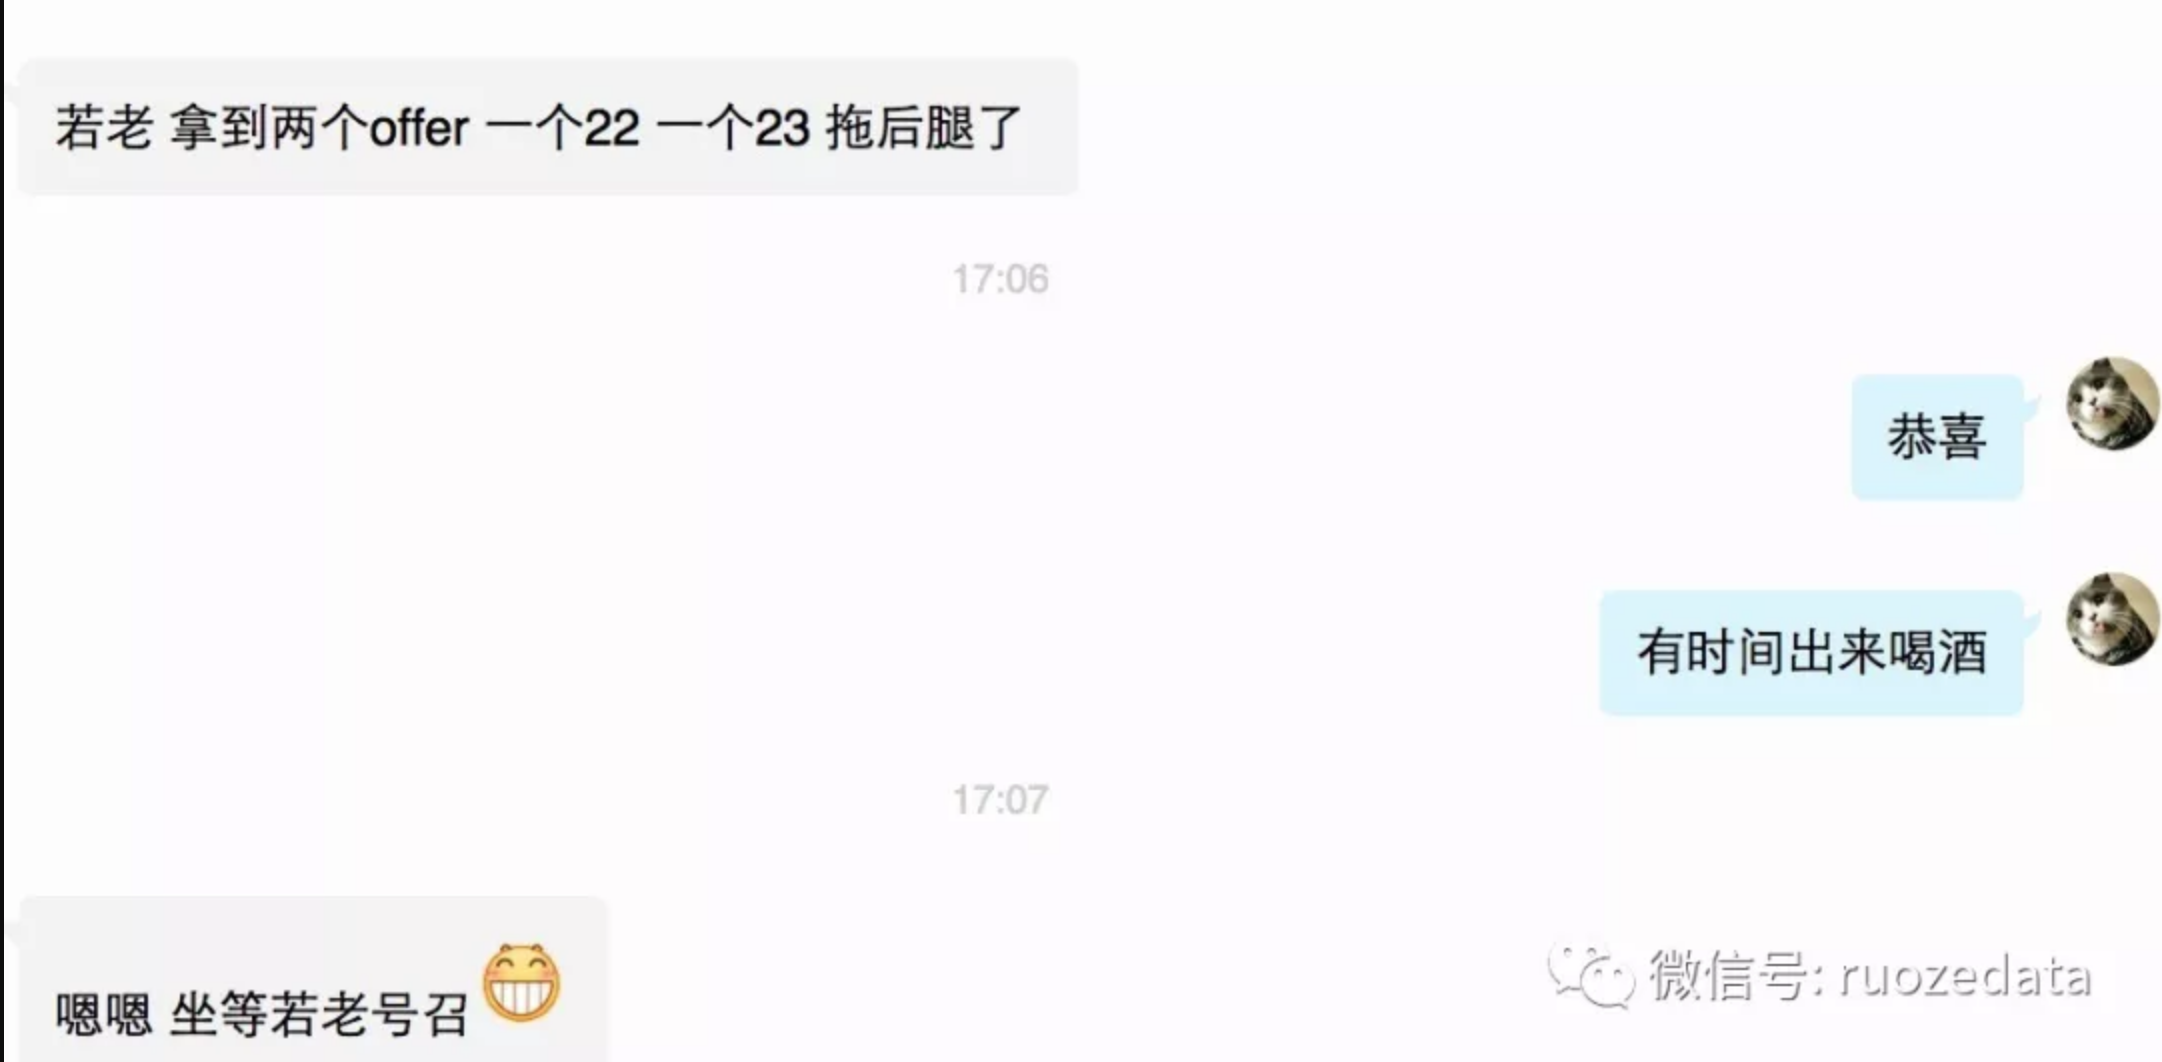 若老 拿到两个offer 一个22 一个23 拖后腿了
17:06
恭喜
有时间出来喝酒
17:07
嗯嗯 坐等若老号召
微信号: ruozedata